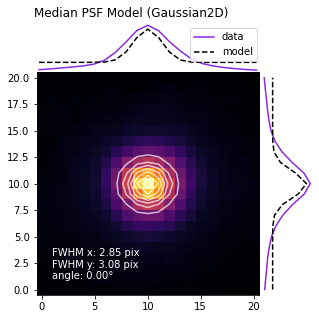 Median PSF Model (Gaussian2D)
data
model
20.0
17.5
15.0
12.5
10.0
7.5
5.0
2.5
0.0
FWHM x: 2.85 pix
FWHM y: 3.08 pix
angle: 0.00°
0 5 10 15 20